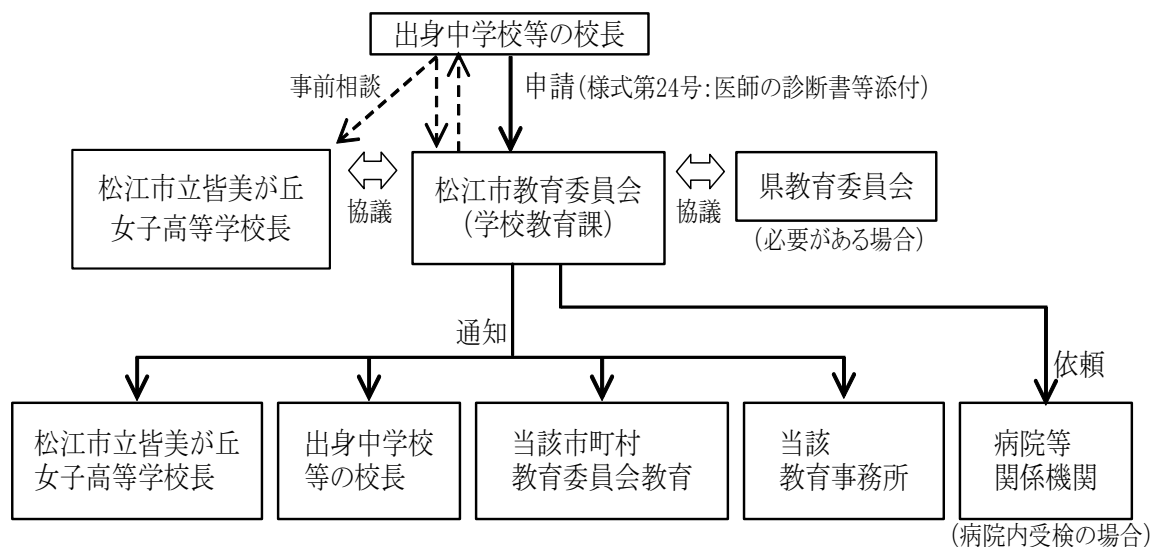 出身中学校等の校長
事前相談
申請(様式第24号:医師の診断書等添付)
松江市立皆美が丘
女子高等学校長
協議
松江市教育委員会
(学校教育課)
協議
県教育委員会
(必要がある場合)
通知
依頼
松江市立皆美が丘
女子高等学校長
出身中学校
等の校長
当該市町村
教育委員会教育
当該
教育事務所
病院等
関係機関
(病院内受検の場合)